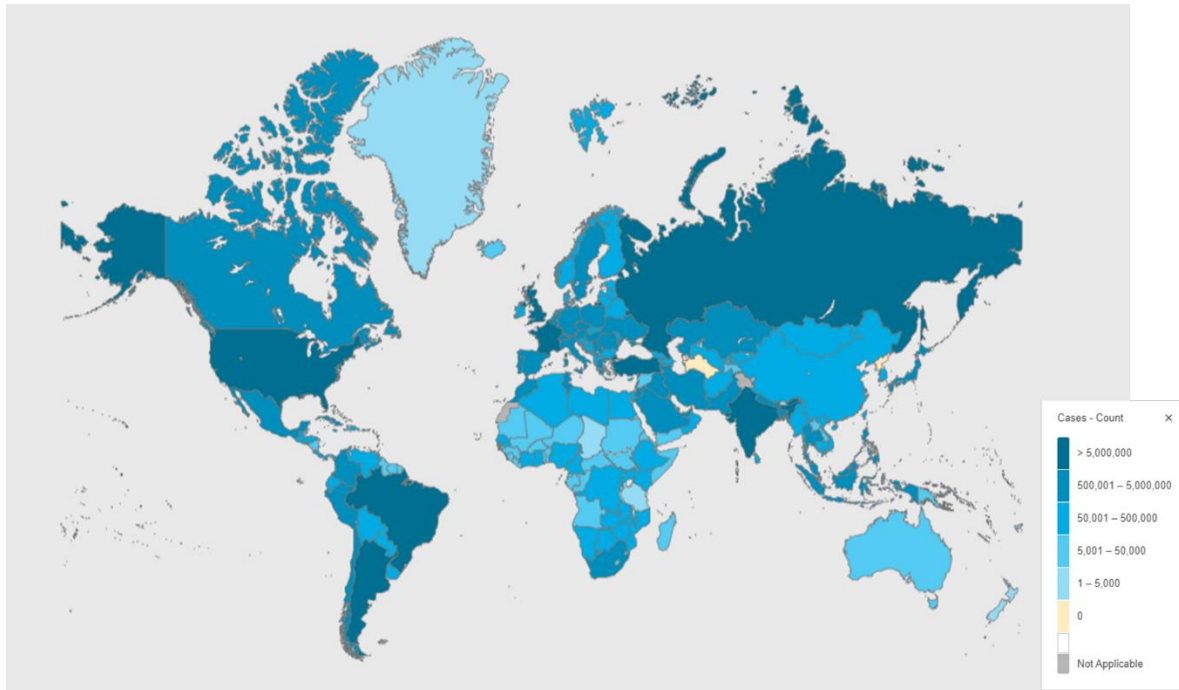 Cases - Count ×
> 5,000,000
500,001 – 5,000,000
50,001 – 500,000
5,001 – 50,000
1 – 5,000
0
Not Applicable